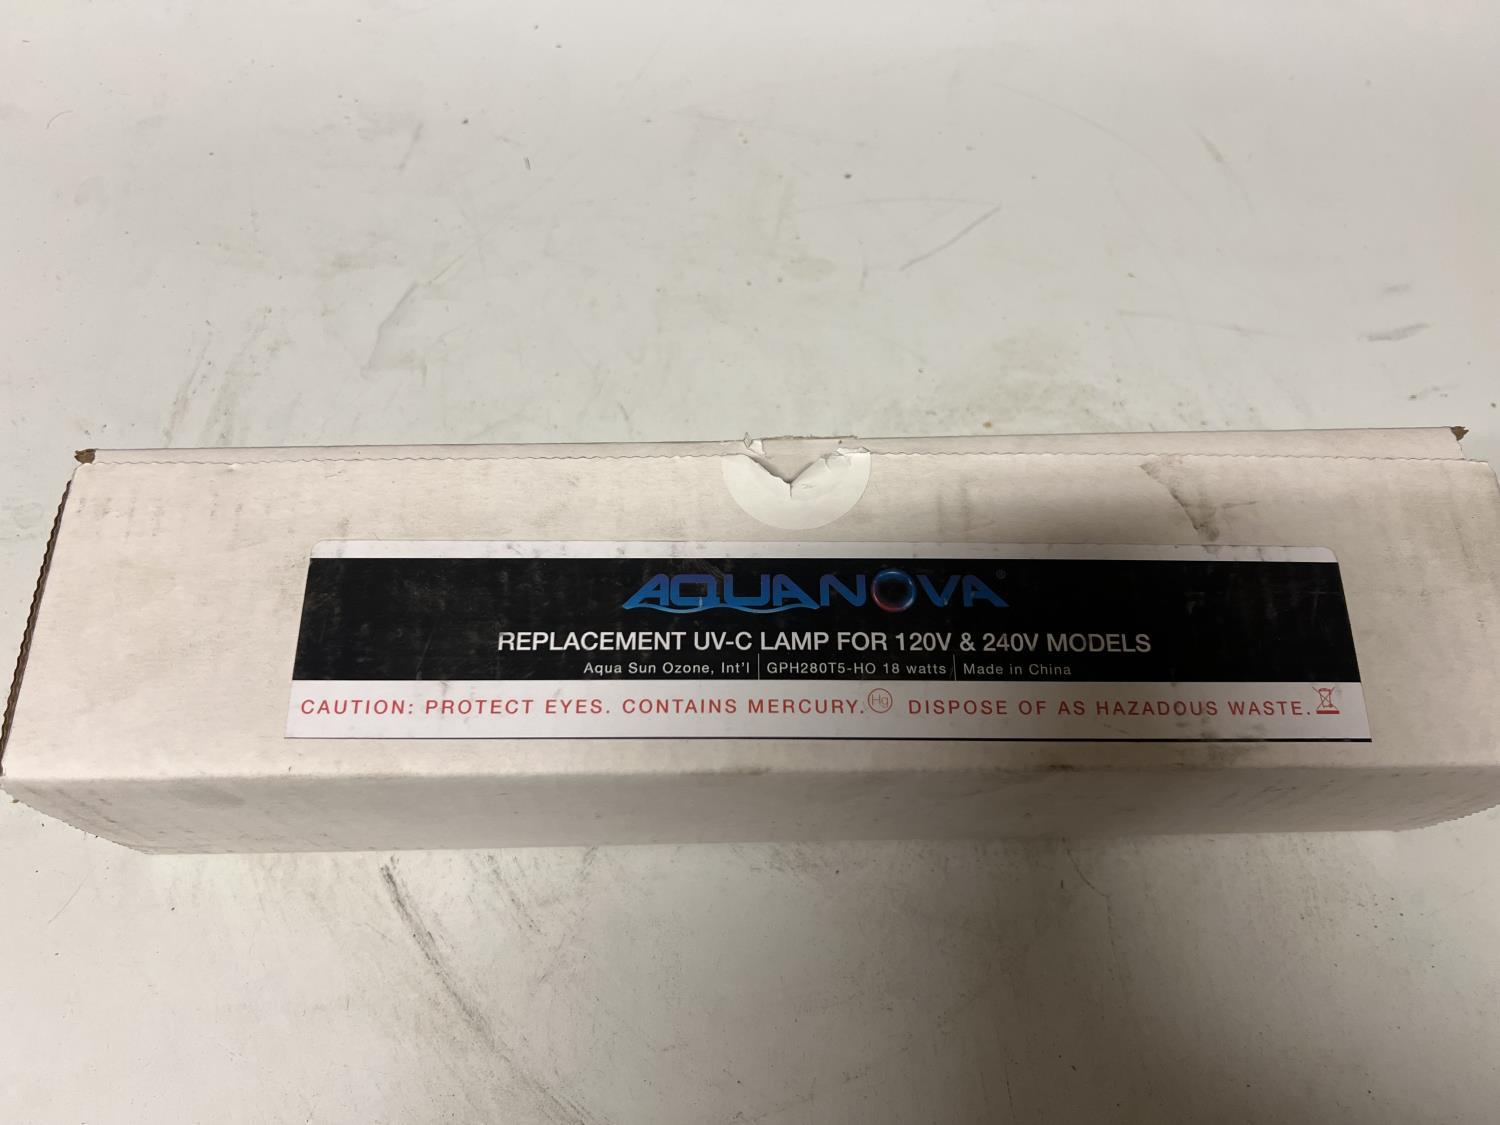 AQUANOVA®
REPLACEMENT UV-C LAMP FOR 120V & 240V MODELS
Aqua Sun Ozone, Int'l | GPH280T5-HO 18 watts | Made in China
CAUTION: PROTECT EYES. CONTAINS MERCURY. Hg DISPOSE OF AS HAZADOUS WASTE.